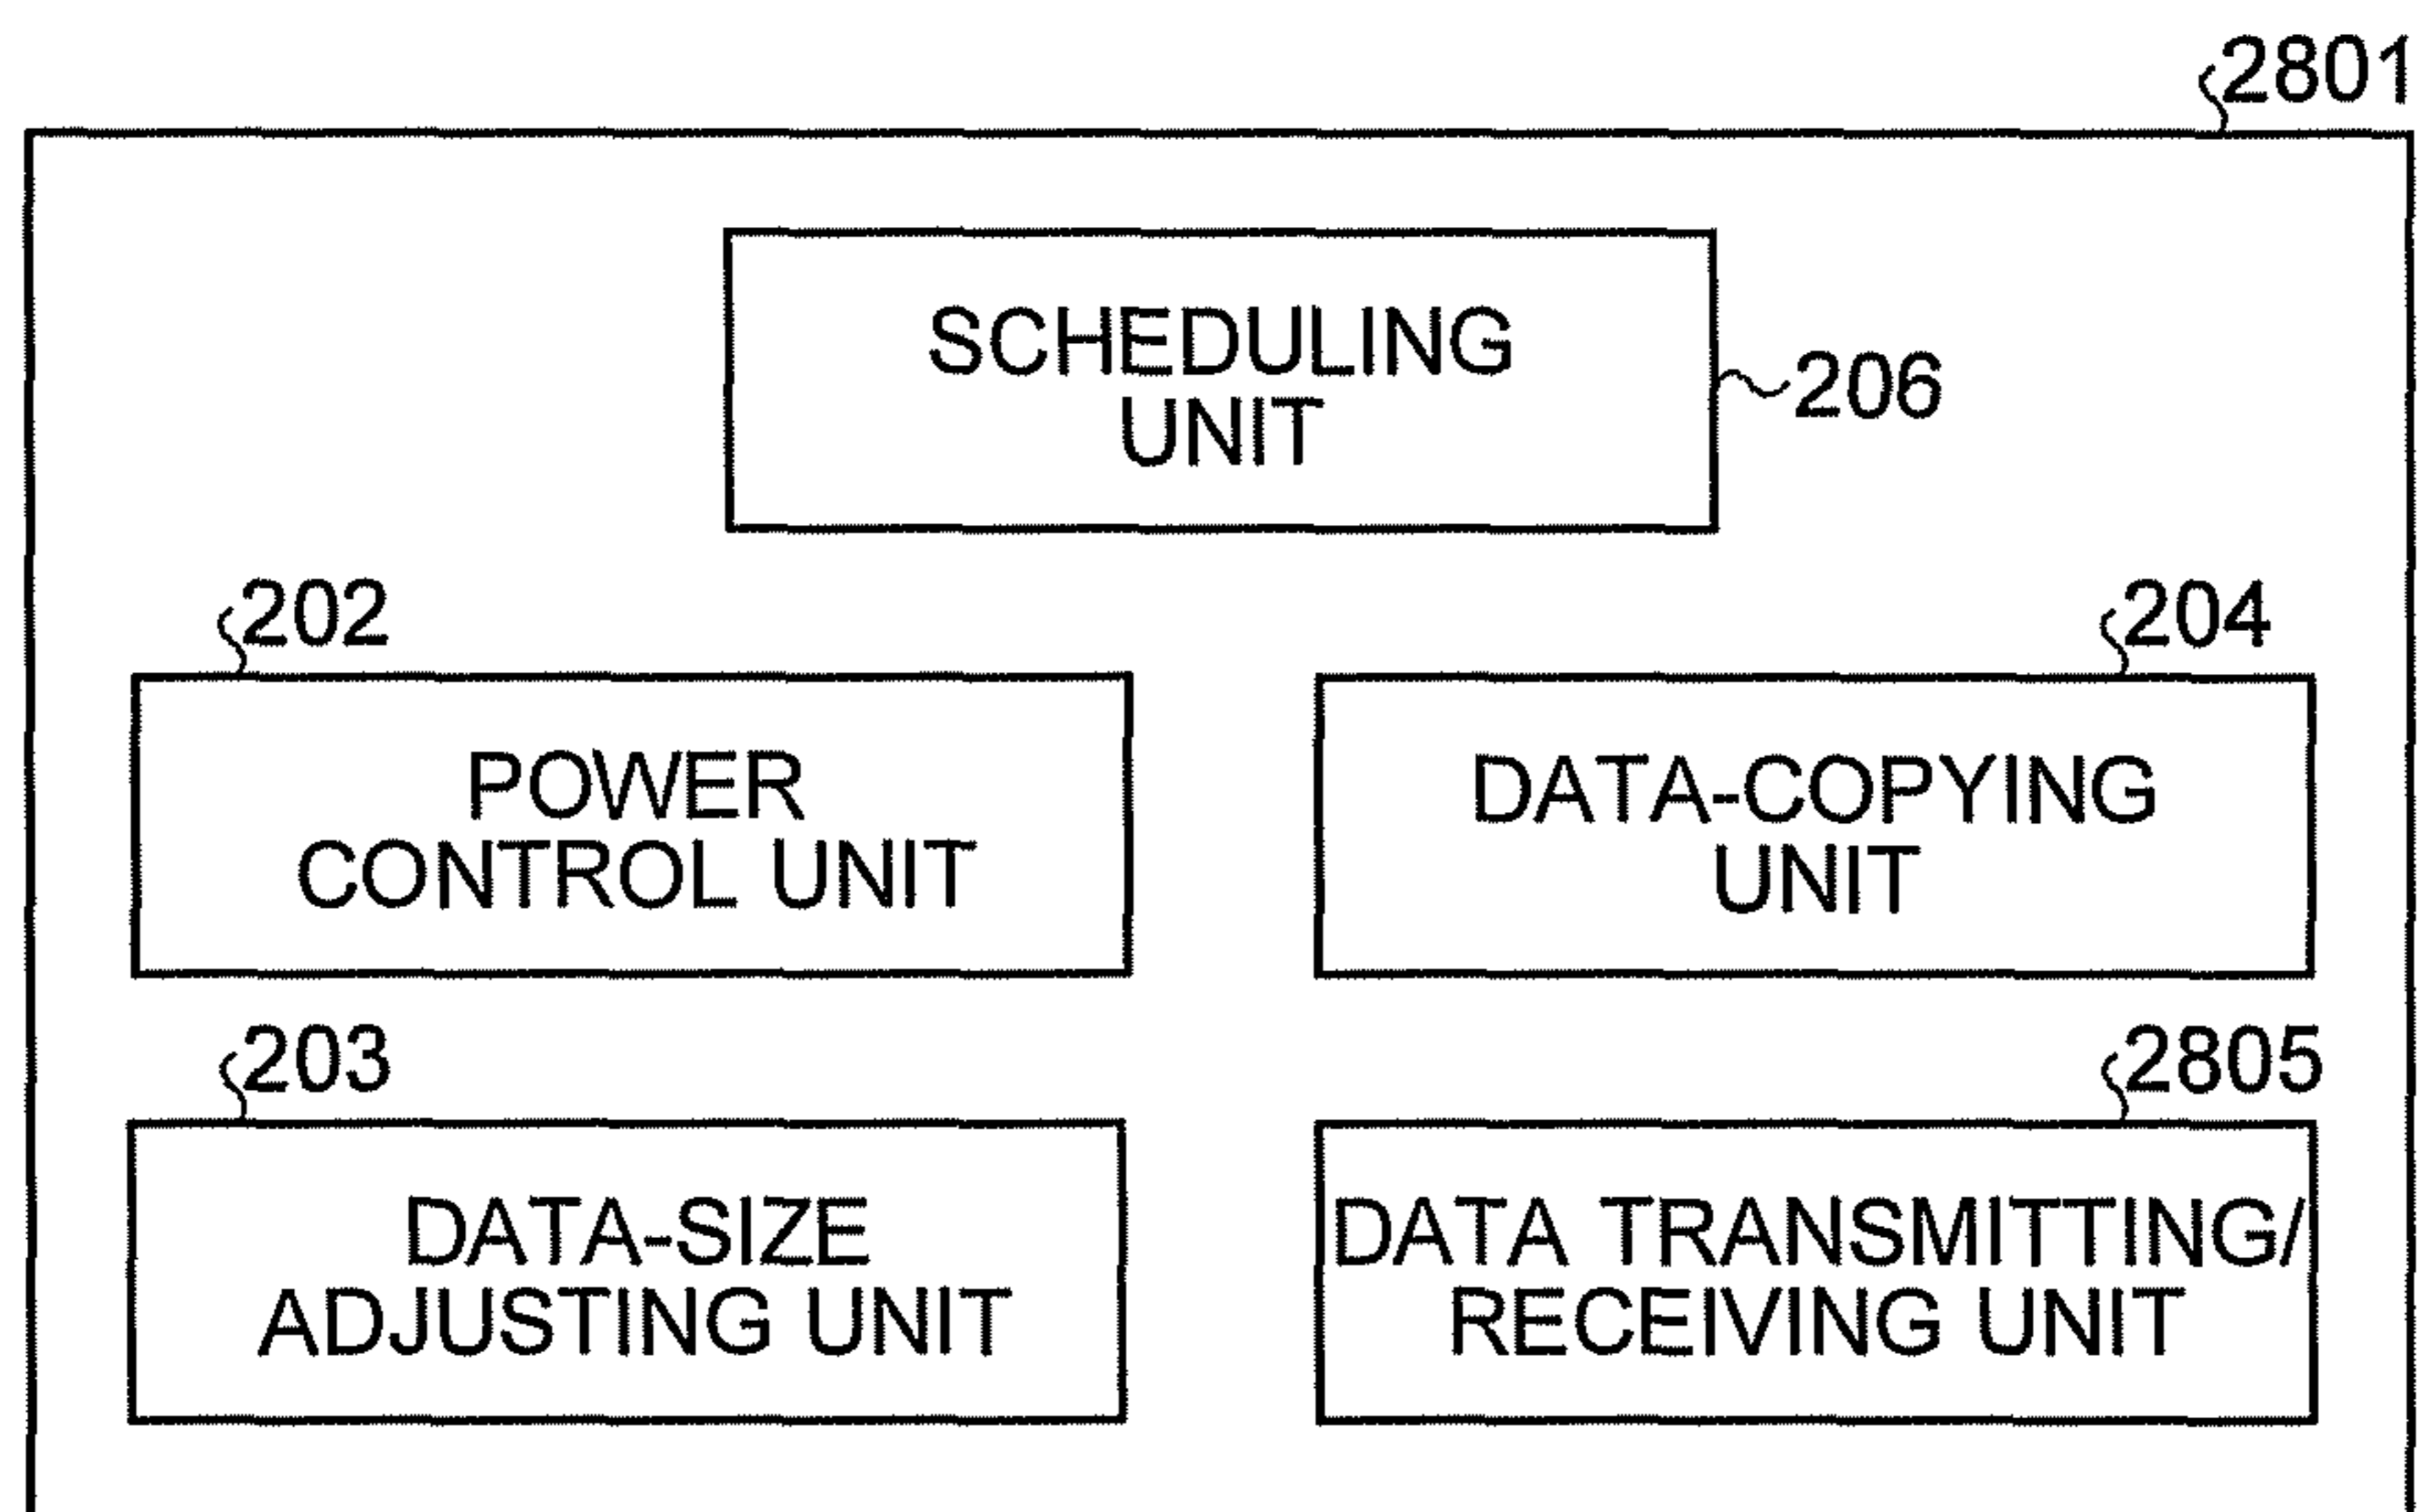 2801
SCHEDULING
UNIT
206
202
POWER
CONTROL UNIT
204
DATA-COPYING
UNIT
203
DATA-SIZE
ADJUSTING UNIT
2805
DATA TRANSMITTING/
RECEIVING UNIT